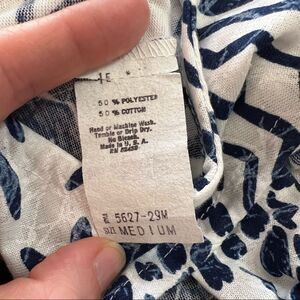 50 % POLYESTER
50 % COTTON
Hand or Machine Wash.
Tumble or Drip Dry.
No Bleach.
Made in U. S. A.
RN
5627-29M
MEDIUM